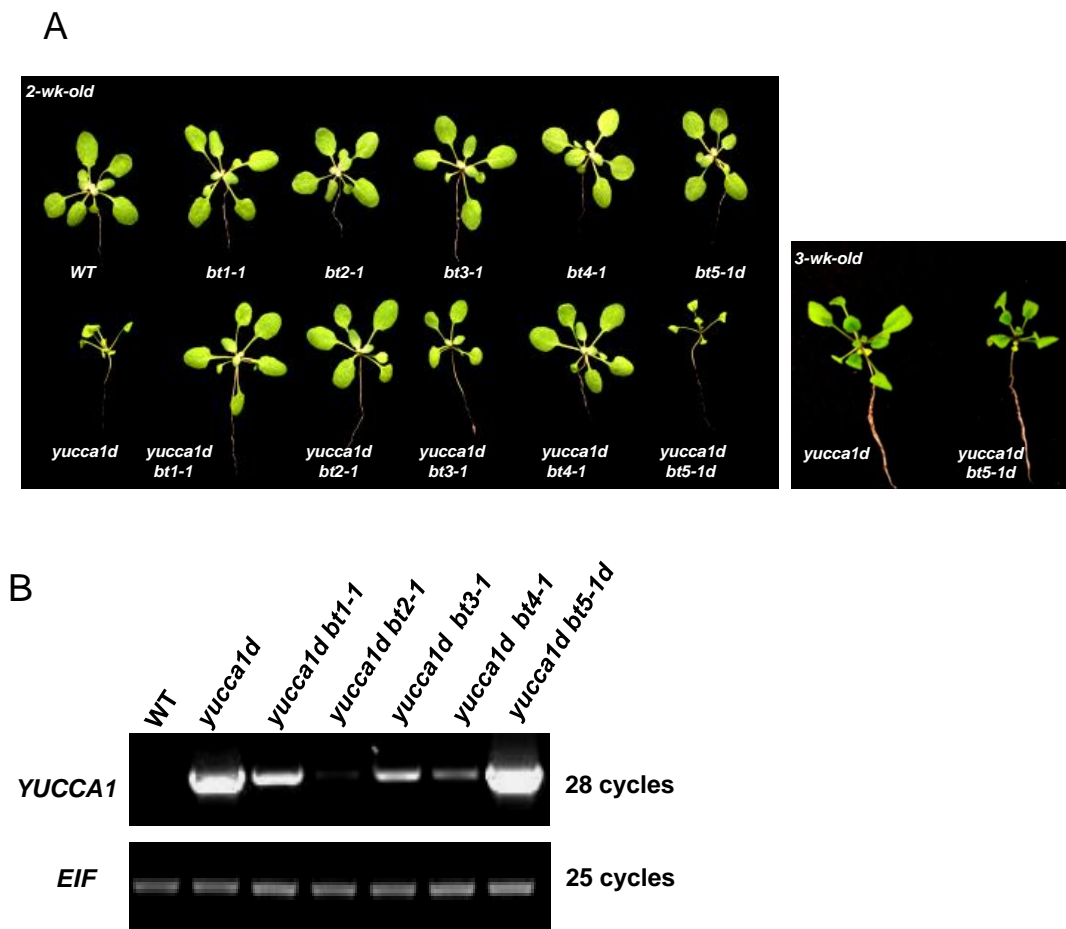 A
2-wk-old
WT bt1-1 bt2-1 bt3-1 bt4-1 bt5-1d
yucca1d yucca1d yucca1d yucca1d yucca1d yucca1d
bt1-1 bt2-1 bt3-1 bt4-1 bt5-1d
3-wk-old
yucca1d yucca1d
bt5-1d
B
WT
yucca1d
yucca1d bt1-1
yucca1d bt2-1
yucca1d bt3-1
yucca1d bt4-1
yucca1d bt5-1d
YUCCA1 28 cycles
EIF 25 cycles